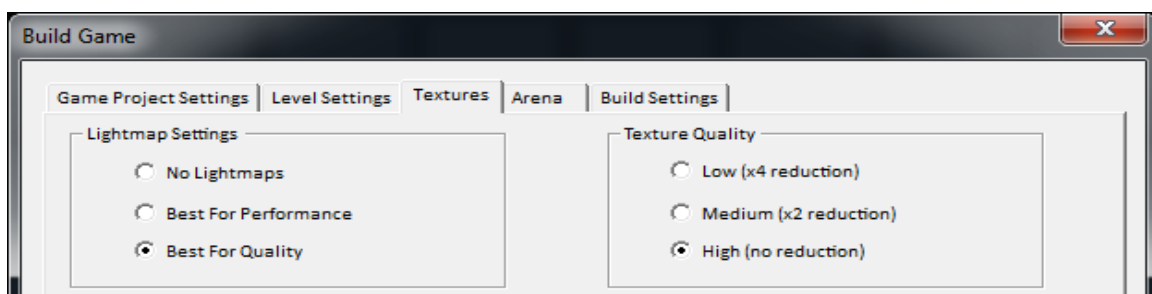 Build Game
Game Project Settings Level Settings Textures Arena Build Settings
Lightmap Settings
No Lightmaps
Best For Performance
Best For Quality
Texture Quality
Low (x4 reduction)
Medium (x2 reduction)
High (no reduction)